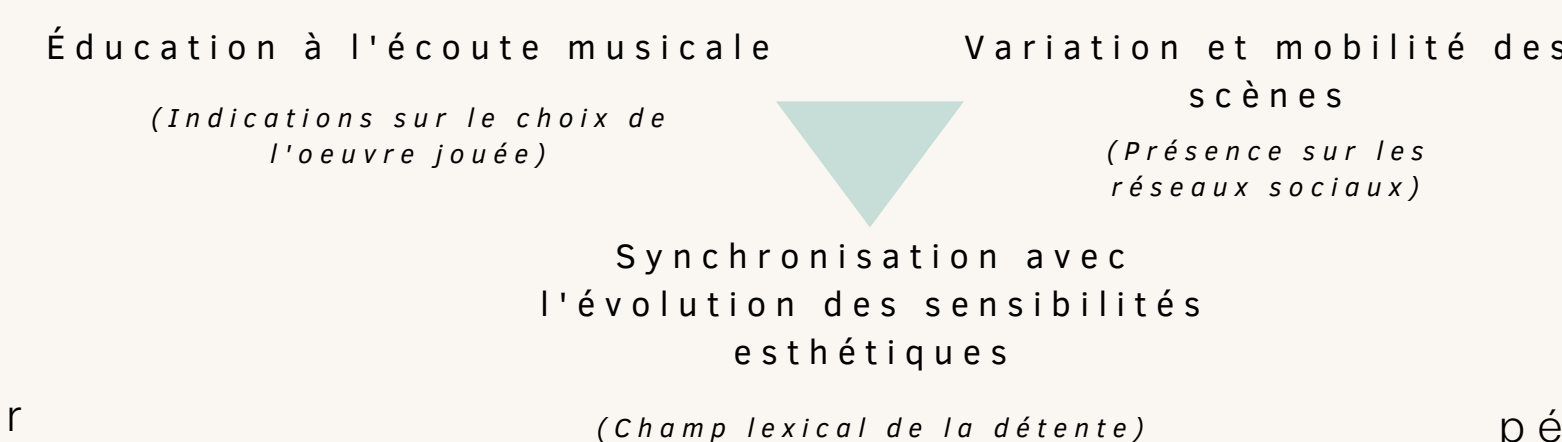 Éducation à l'écoute musicale
(Indications sur le choix de
l'oeuvre jouée)
Variation et mobilité des
scènes
(Présence sur les
réseaux sociaux)
Synchronisation avec
l'évolution des sensibilités
esthétiques
(Champ lexical de la détente)
r
pé